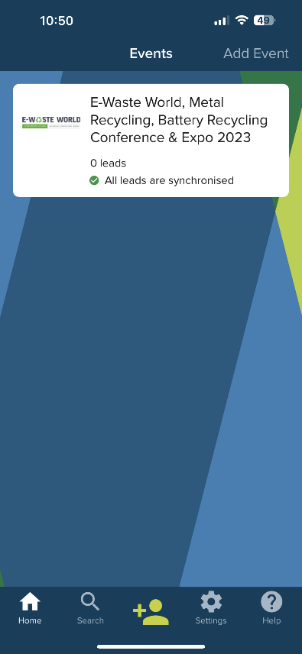 10:50
49
Events
Add Event
E-WASTE WORLD
E-Waste World, Metal
Recycling, Battery Recycling
Conference & Expo 2023
0 leads
All leads are synchronised
Home
Search
Settings
Help